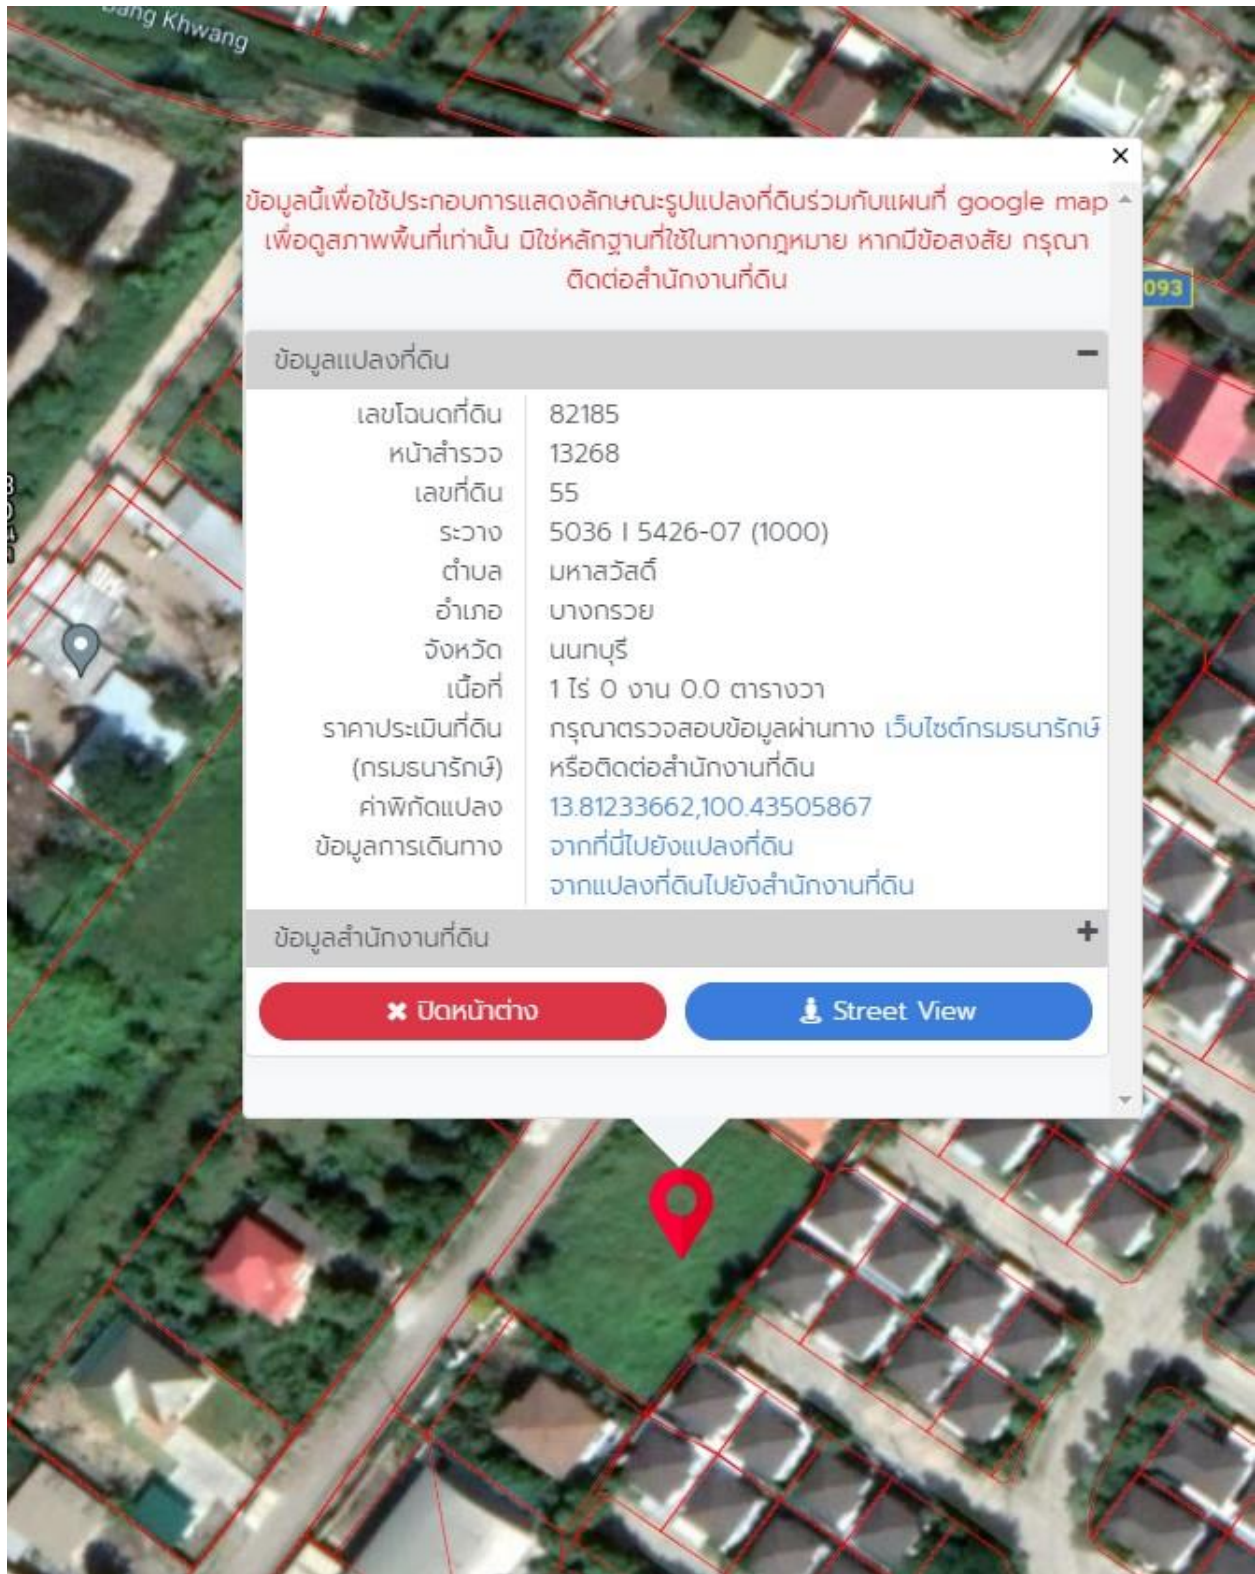 Bang Khwang
×
ข้อมูลนี้เพื่อใช้ประกอบการแสดงลักษณะรูปแปลงที่ดินร่วมกับแผนที่ google map
เพื่อดูสภาพพื้นที่เท่านั้น มิใช่หลักฐานที่ใช้ในทางกฎหมาย หากมีข้อสงสัย กรุณา
ติดต่อสำนักงานที่ดิน
093
ข้อมูลแปลงที่ดิน −
เลขโฉนดที่ดิน 82185
หน้าสำรวจ 13268
เลขที่ดิน 55
ระวาง 5036 I 5426-07 (1000)
ตำบล มหาสวัสดิ์
อำเภอ บางกรวย
จังหวัด นนทบุรี
เนื้อที่ 1 ไร่ 0 งาน 0.0 ตารางวา
ราคาประเมินที่ดิน กรุณาตรวจสอบข้อมูลผ่านทาง เว็บไซต์กรมธนารักษ์
(กรมธนารักษ์) หรือติดต่อสำนักงานที่ดิน
ค่าพิกัดแปลง 13.81233662,100.43505867
ข้อมูลการเดินทาง จากที่นี่ไปยังแปลงที่ดิน
จากแปลงที่ดินไปยังสำนักงานที่ดิน
ข้อมูลสำนักงานที่ดิน +
✖ ปิดหน้าต่าง Street View